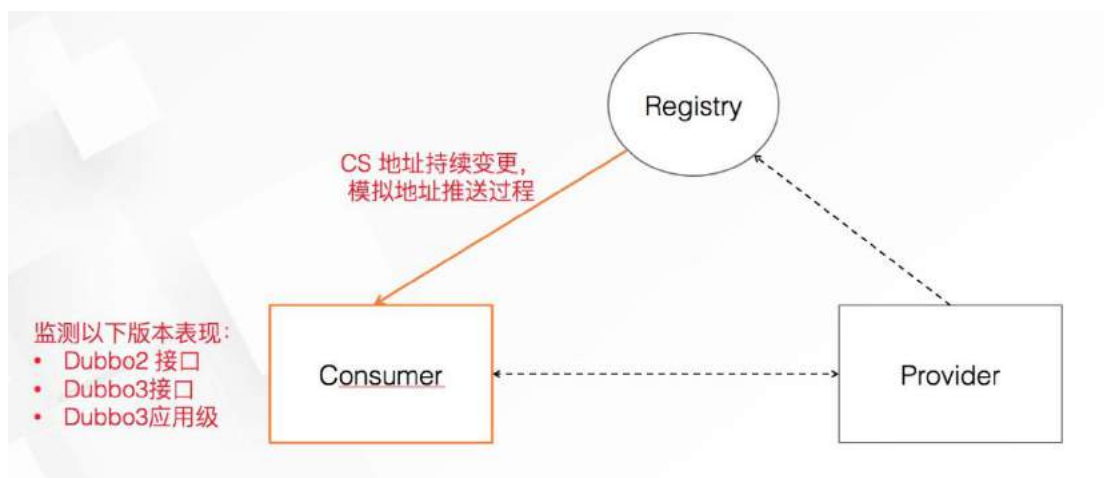 Registry
CS 地址持续变更，
模拟地址推送过程
监测以下版本表现：
• Dubbo2 接口
• Dubbo3接口
• Dubbo3应用级
Consumer
Provider